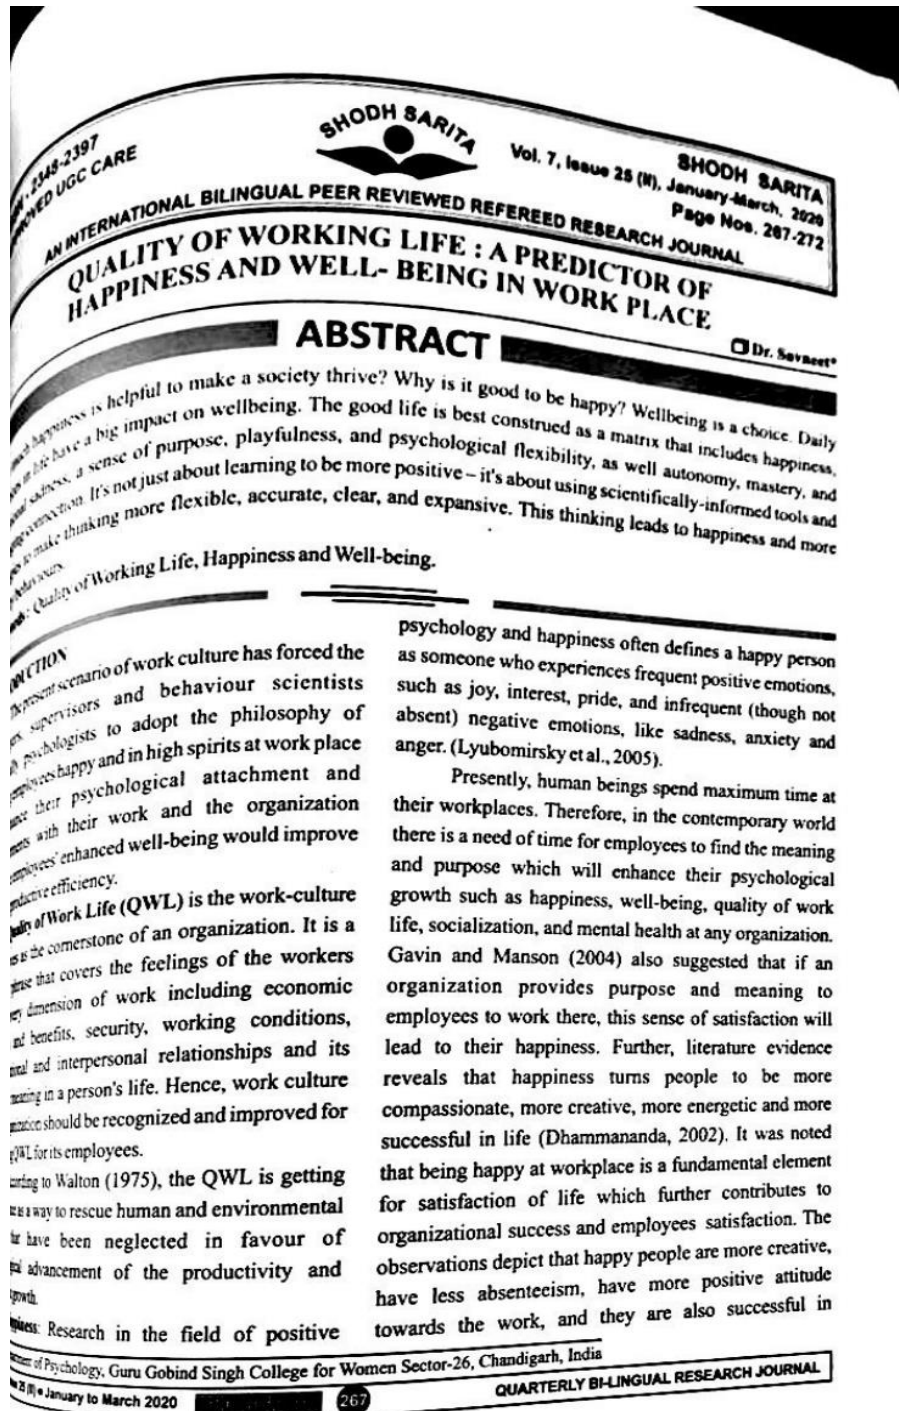 2348-2397
UGC CARE
SHODH SARITA
SHODH SARITA
Vol. 7, Issue 25 (II), January-March, 2020
Page Nos. 267-272
AN INTERNATIONAL BILINGUAL PEER REVIEWED REFEREED RESEARCH JOURNAL
QUALITY OF WORKING LIFE : A PREDICTOR OF
HAPPINESS AND WELL- BEING IN WORK PLACE
Dr. Savneet*
ABSTRACT
happiness is helpful to make a society thrive? Why is it good to be happy? Wellbeing is a choice. Daily
in life have a big impact on wellbeing. The good life is best construed as a matrix that includes happiness,
sadness, a sense of purpose, playfulness, and psychological flexibility, as well autonomy, mastery, and
connection. It's not just about learning to be more positive – it's about using scientifically-informed tools and
to make thinking more flexible, accurate, clear, and expansive. This thinking leads to happiness and more
behaviours.
: Quality of Working Life, Happiness and Well-being.
present scenario of work culture has forced the
supervisors and behaviour scientists
psychologists to adopt the philosophy of
happy and in high spirits at work place
their psychological attachment and
with their work and the organization
employees' enhanced well-being would improve
efficiency.
of Work Life (QWL) is the work-culture
is the cornerstone of an organization. It is a
that covers the feelings of the workers
dimension of work including economic
benefits, security, working conditions,
and interpersonal relationships and its
in a person's life. Hence, work culture
should be recognized and improved for
QWL for its employees.
to Walton (1975), the QWL is getting
as a way to rescue human and environmental
have been neglected in favour of
advancement of the productivity and
growth.
: Research in the field of positive
psychology and happiness often defines a happy person
as someone who experiences frequent positive emotions,
such as joy, interest, pride, and infrequent (though not
absent) negative emotions, like sadness, anxiety and
anger. (Lyubomirsky et al., 2005).
Presently, human beings spend maximum time at
their workplaces. Therefore, in the contemporary world
there is a need of time for employees to find the meaning
and purpose which will enhance their psychological
growth such as happiness, well-being, quality of work
life, socialization, and mental health at any organization.
Gavin and Manson (2004) also suggested that if an
organization provides purpose and meaning to
employees to work there, this sense of satisfaction will
lead to their happiness. Further, literature evidence
reveals that happiness turns people to be more
compassionate, more creative, more energetic and more
successful in life (Dhammananda, 2002). It was noted
that being happy at workplace is a fundamental element
for satisfaction of life which further contributes to
organizational success and employees satisfaction. The
observations depict that happy people are more creative,
have less absenteeism, have more positive attitude
towards the work, and they are also successful in
of Psychology, Guru Gobind Singh College for Women Sector-26, Chandigarh, India
January to March 2020
267
QUARTERLY BI-LINGUAL RESEARCH JOURNAL